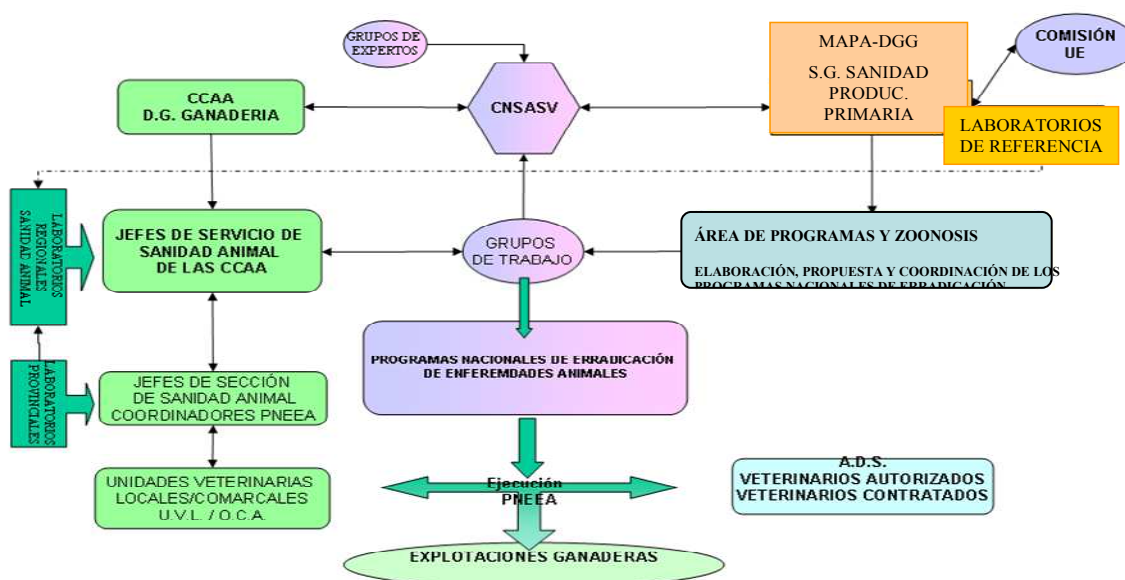 GRUPOS DE
EXPERTOS
MAPA-DGG
S.G. SANIDAD
PRODUC.
PRIMARIA
COMISIÓN
UE
CCAA
D.G. GANADERIA
CNSASV
LABORATORIOS
DE REFERENCIA
LABORATORIOS
REGIONALES
SANIDAD ANIMAL
JEFES DE SERVICIO DE
SANIDAD ANIMAL
DE LAS CCAA
GRUPOS
DE TRABAJO
ÁREA DE PROGRAMAS Y ZOONOSIS
ELABORACIÓN, PROPUESTA Y COORDINACIÓN DE LOS
PROGRAMAS NACIONALES DE ERRADICACIÓN
PROGRAMAS NACIONALES DE ERRADICACIÓN
DE ENFEREMDADES ANIMALES
LABORATORIOS
PROVINCIALES
JEFES DE SECCIÓN
DE SANIDAD ANIMAL
COORDINADORES PNEEA
UNIDADES VETERINARIAS
LOCALES/COMARCALES
U.V.L. / O.C.A.
Ejecución
PNEEA
A.D.S.
VETERINARIOS AUTORIZADOS
VETERINARIOS CONTRATADOS
EXPLOTACIONES GANADERAS